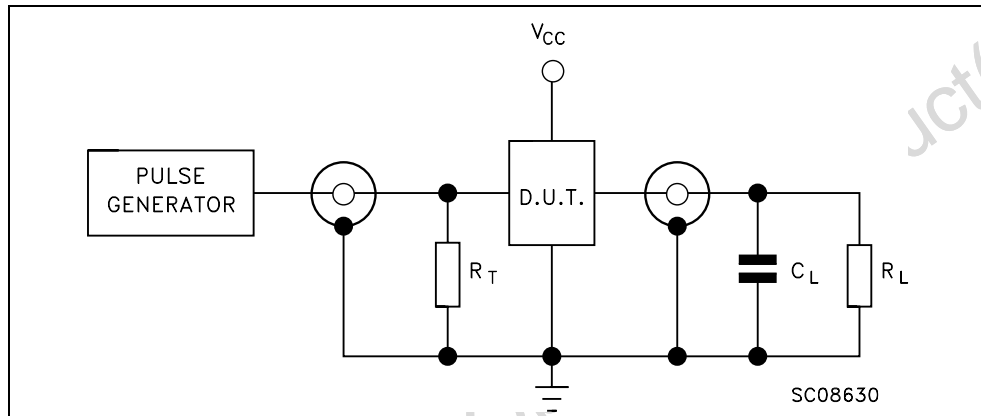 VCC
PULSE
GENERATOR
D.U.T.
RT
CL
RL
SC08630